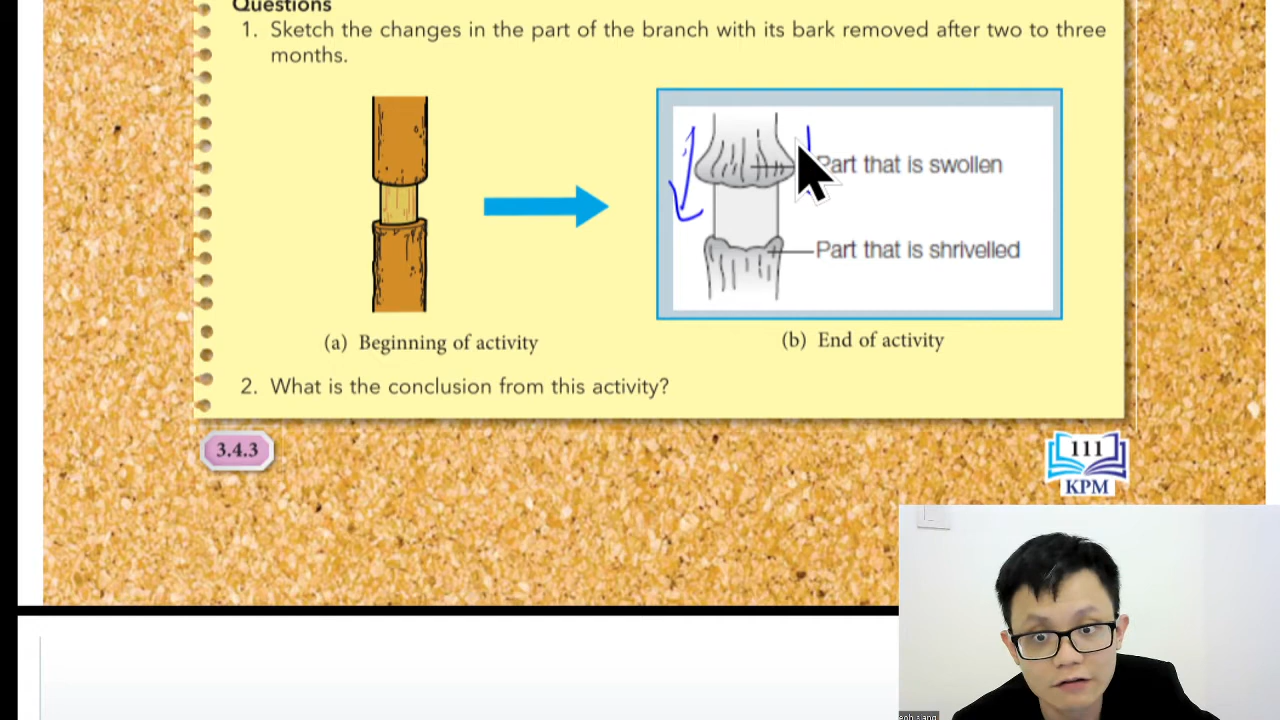 Questions
1. Sketch the changes in the part of the branch with its bark removed after two to three
months.
Part that is swollen
Part that is shrivelled
(a) Beginning of activity
(b) End of activity
2. What is the conclusion from this activity?
3.4.3
111
KPM